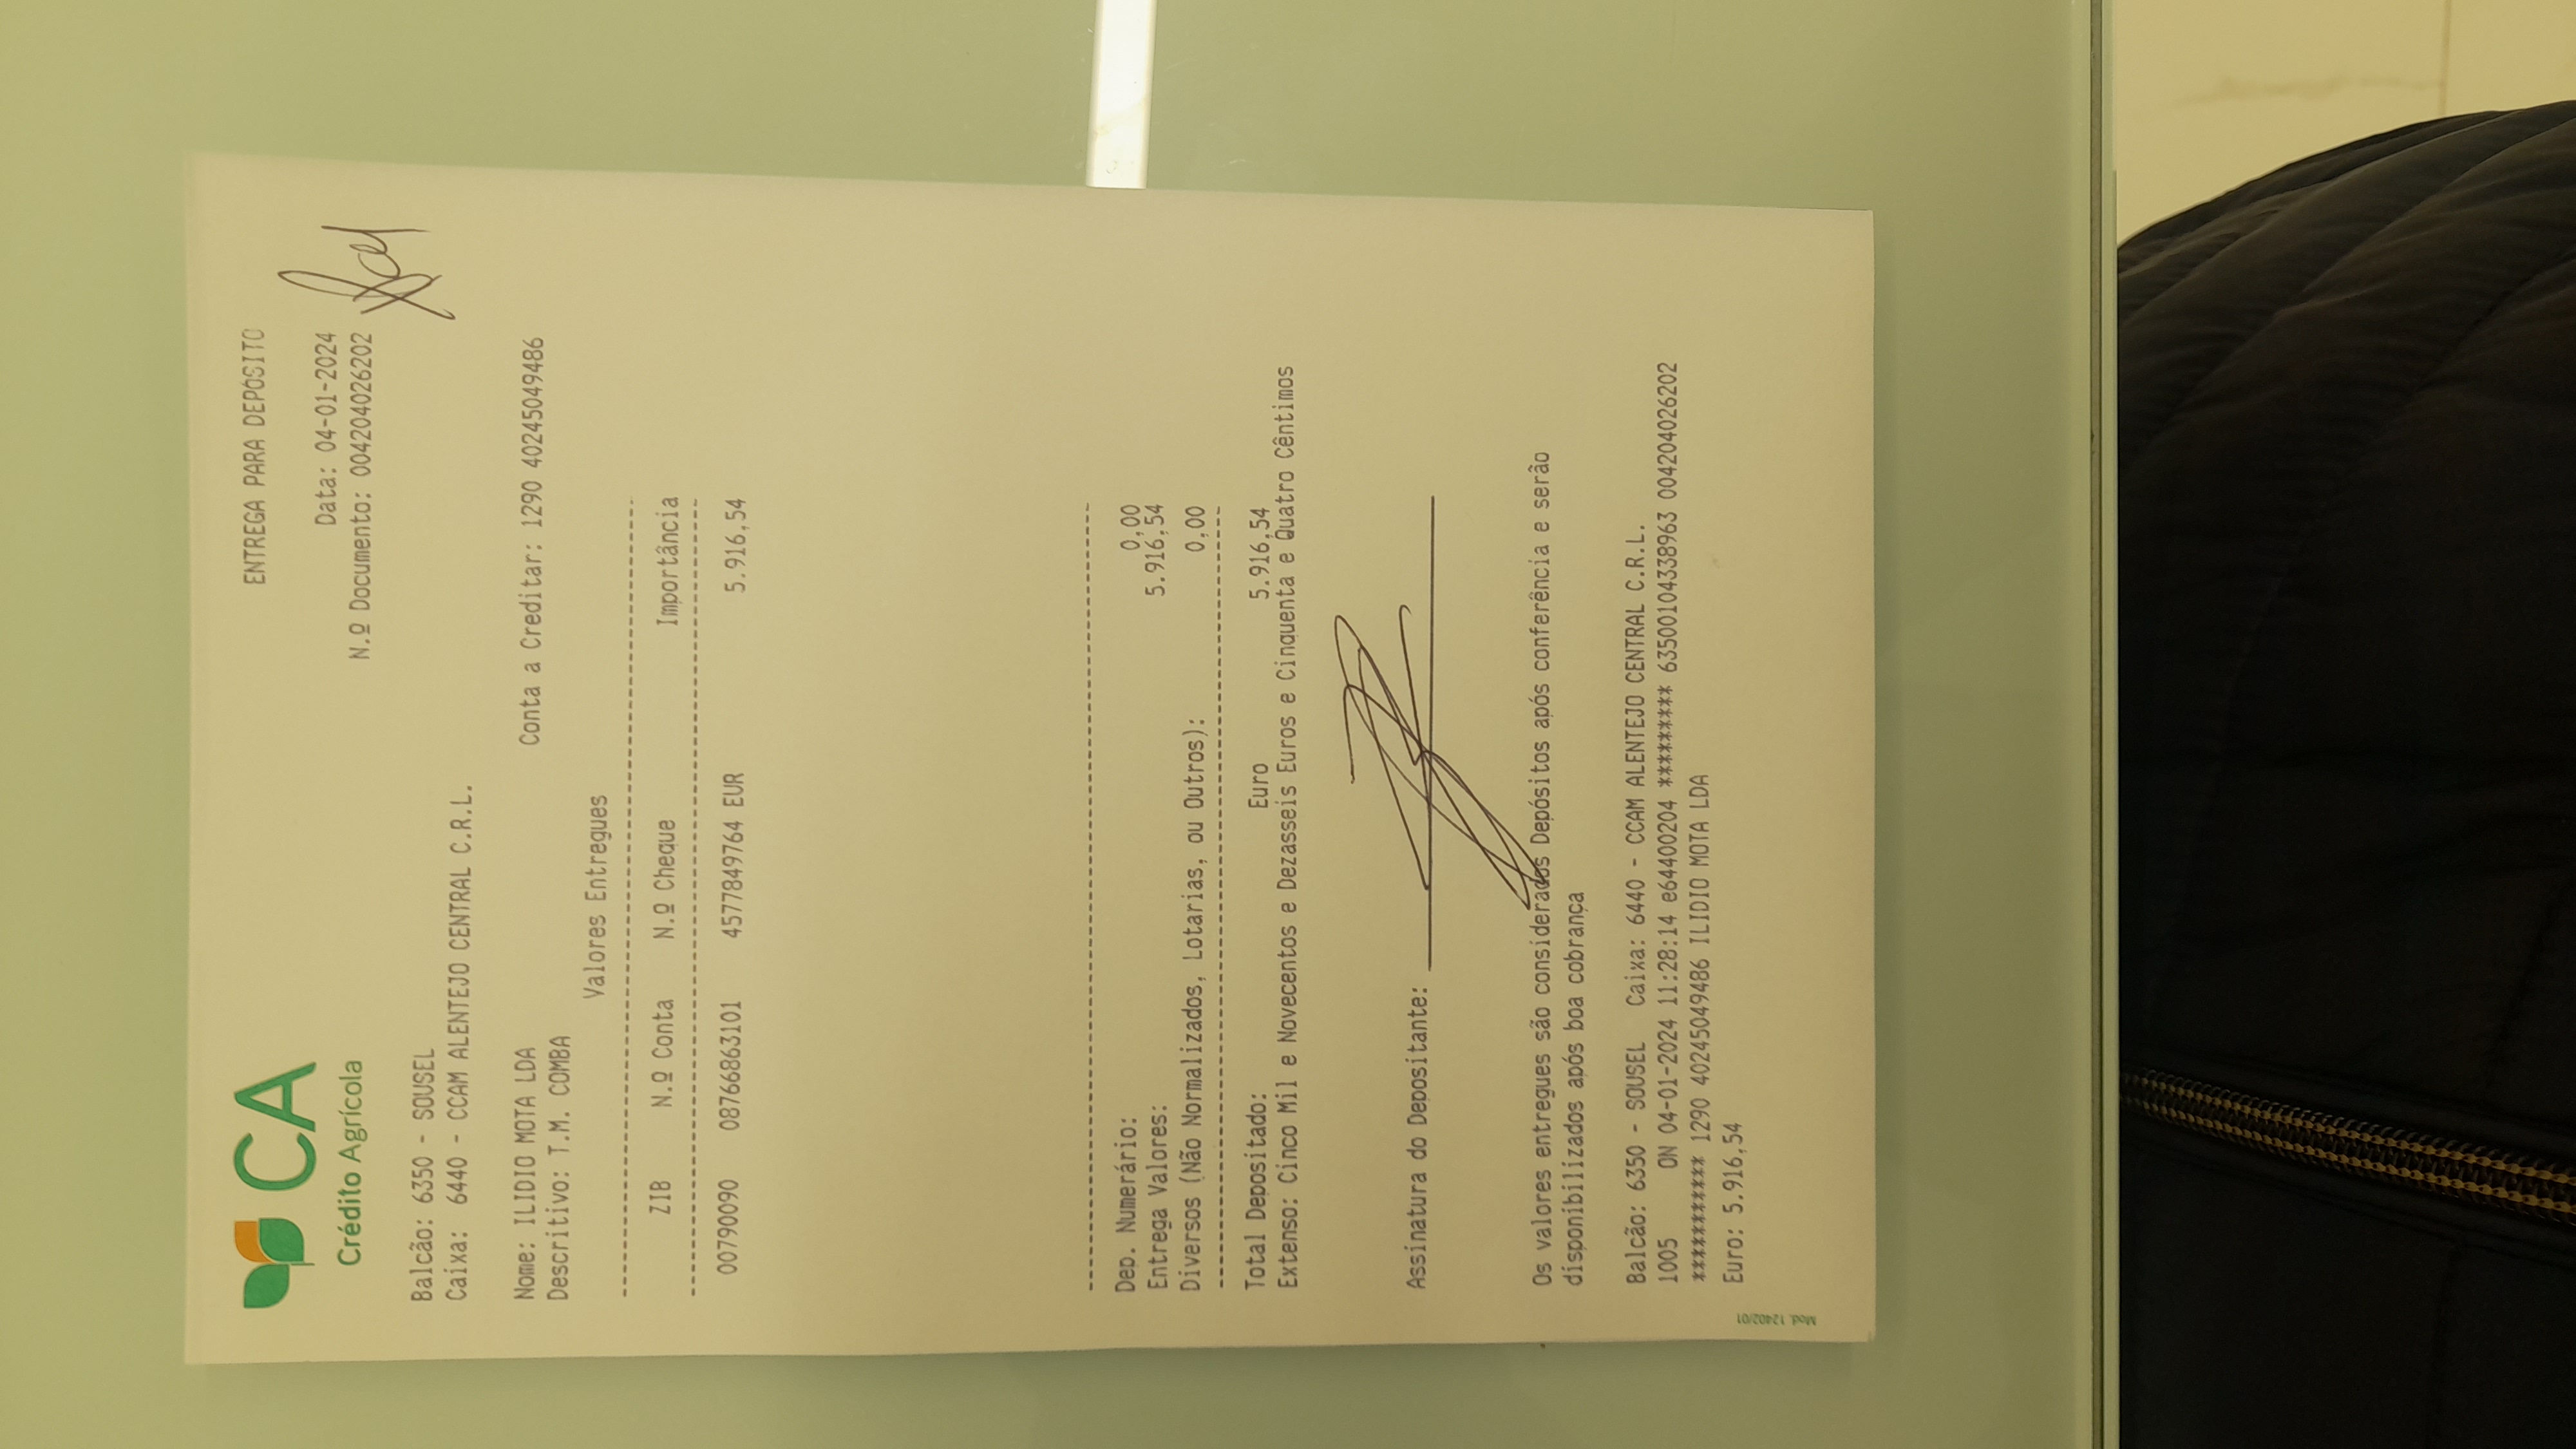 CA
Crédito Agrícola
ENTREGA PARA DEPÓSITO
Data: 04-01-2024
N.º Documento: 00420402​6202
Balcão: 6350 - SOUSEL
Caixa: 6440 - CCAM ALENTEJO CENTRAL C.R.L.
Nome: ILIDIO MOTA LDA Conta a Creditar: 1290 40245049486
Descritivo: T.M. COMBA
Valores Entregues
ZIB N.º Conta N.º Cheque Importância
00790090 08766863101 4577849764 EUR 5.916,54
Dep. Numerário: 0,00
Entrega Valores: 5.916,54
Diversos (Não Normalizados, Lotarias, ou Outros): 0,00
Total Depositado: Euro 5.916,54
Extenso: Cinco Mil e Novecentos e Dezasseis Euros e Cinquenta e Quatro Cêntimos
Assinatura do Depositante:
Os valores entregues são considerados Depósitos após conferência e serão
disponibilizados após boa cobrança
Balcão: 6350 - SOUSEL Caixa: 6440 - CCAM ALENTEJO CENTRAL C.R.L.
1005 ON 04-01-2024 11:28:14 e64400204 ********* 63500104338963 004204026202
*********** 1290 40245049486 ILIDIO MOTA LDA
Euro: 5.916,54
Mod. 12402/01